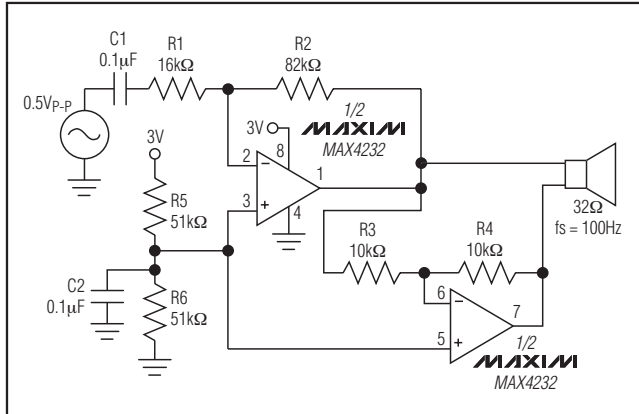 C1
0.1µF
R1
16kΩ
R2
82kΩ
0.5VP-P
3V
1/2
MAXIM
MAX4232
3V
8
2
−
1
3
+
4
R5
51kΩ
R3
10kΩ
R4
10kΩ
32Ω
fs = 100Hz
C2
0.1µF
R6
51kΩ
6
−
7
5
+
1/2
MAXIM
MAX4232